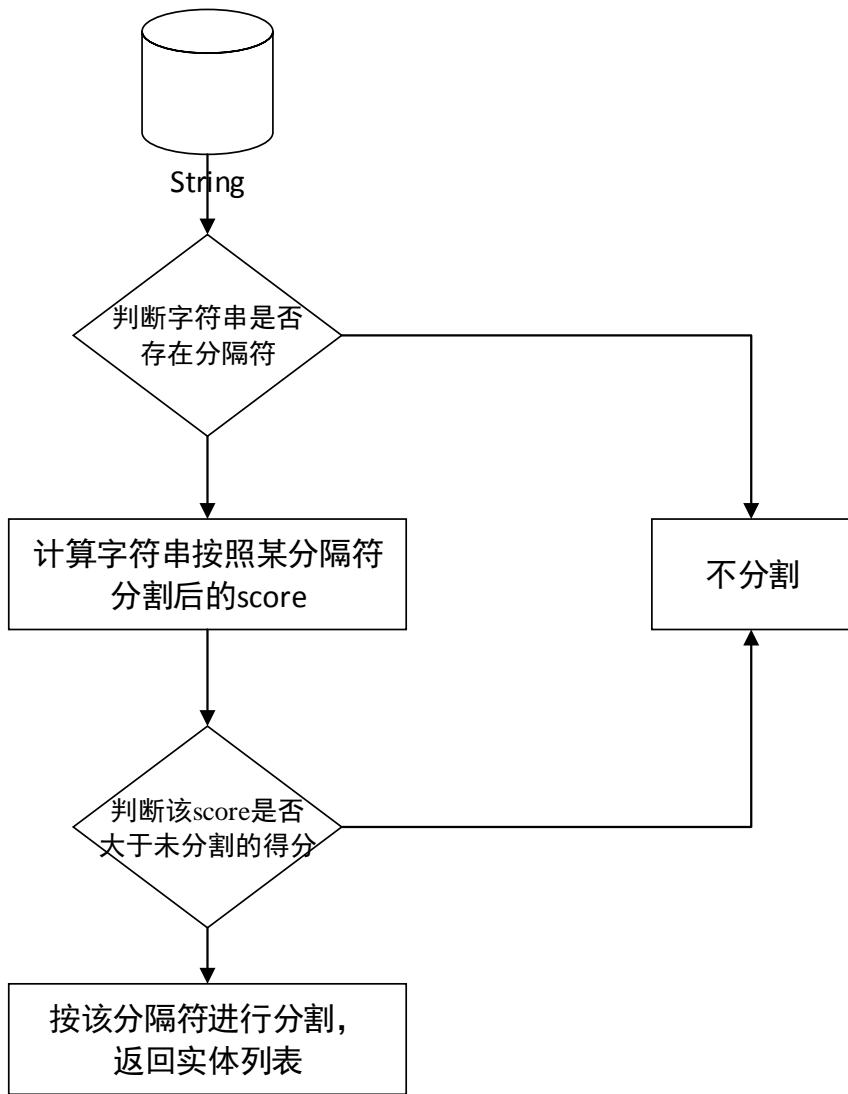 String
判断字符串是否
存在分隔符
计算字符串按照某分隔符
分割后的score
不分割
判断该score是否
大于未分割的得分
按该分隔符进行分割，
返回实体列表